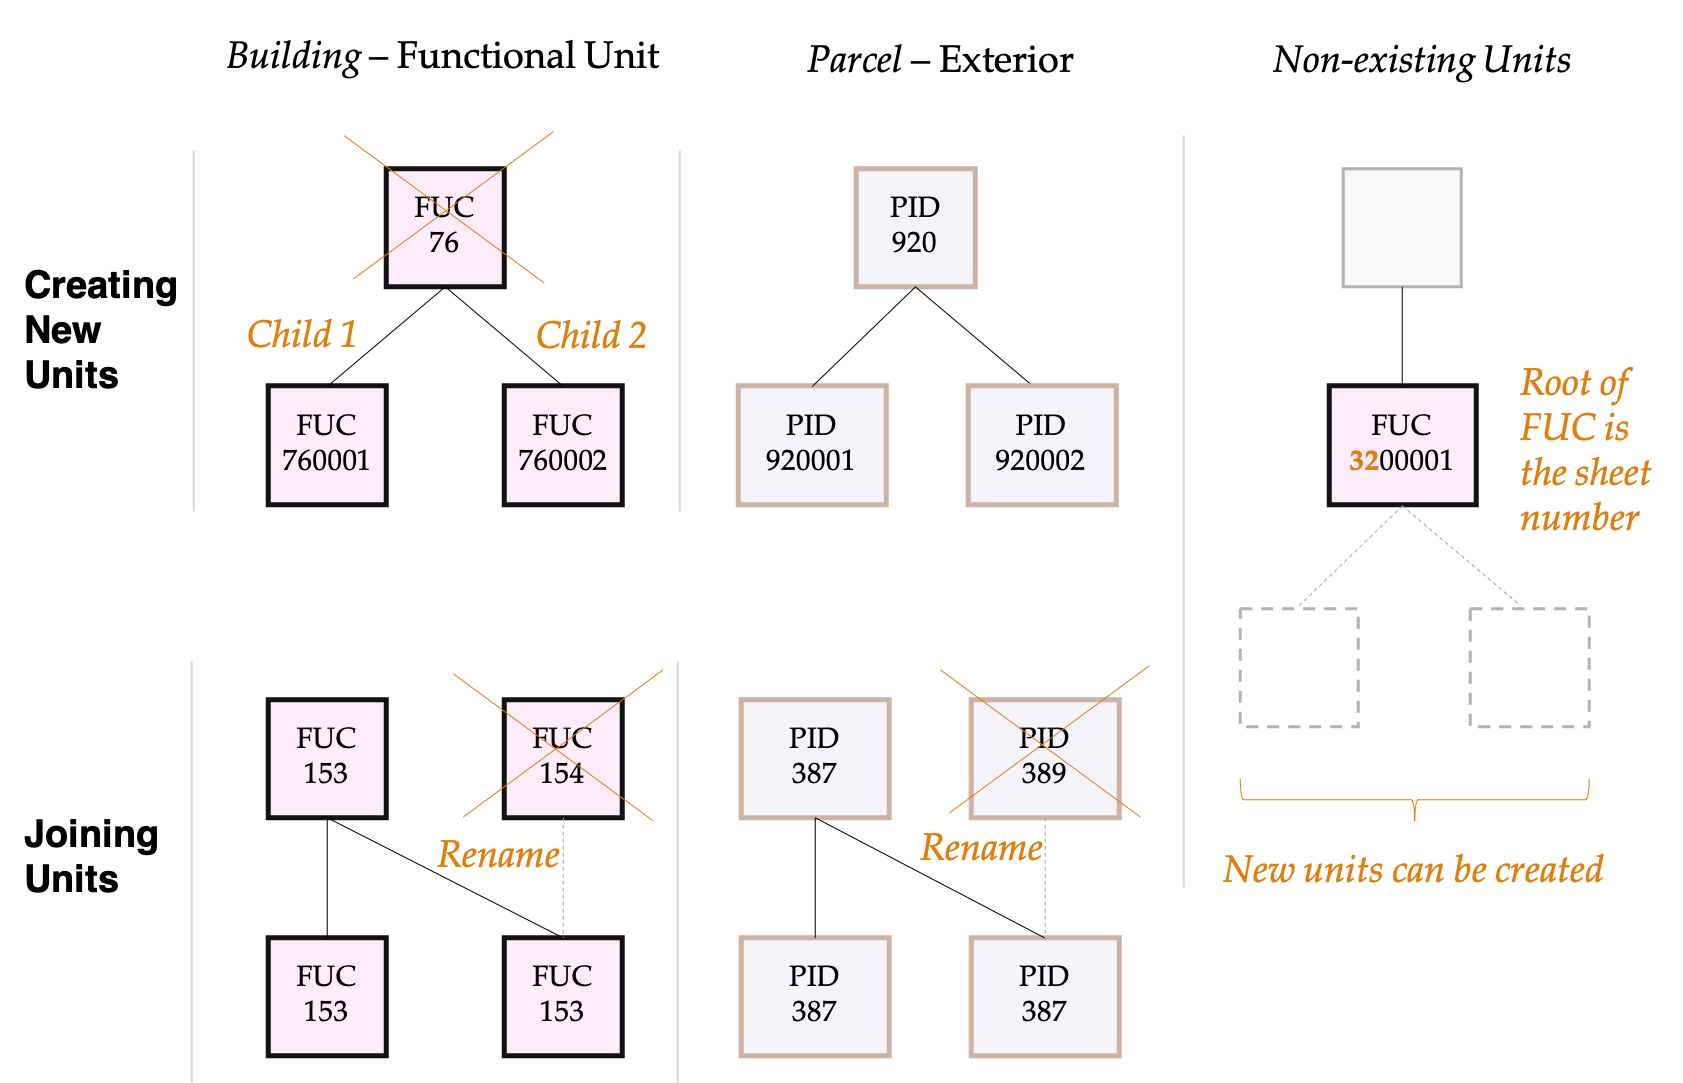 Building – Functional Unit
Parcel – Exterior
Non-existing Units
Creating
New
Units
FUC
76
Child 1
Child 2
FUC
760001
FUC
760002
PID
920
PID
920001
PID
920002
FUC
3200001
Root of
FUC is
the sheet
number
New units can be created
Joining
Units
FUC
153
FUC
154
Rename
FUC
153
FUC
153
PID
387
PID
389
Rename
PID
387
PID
387